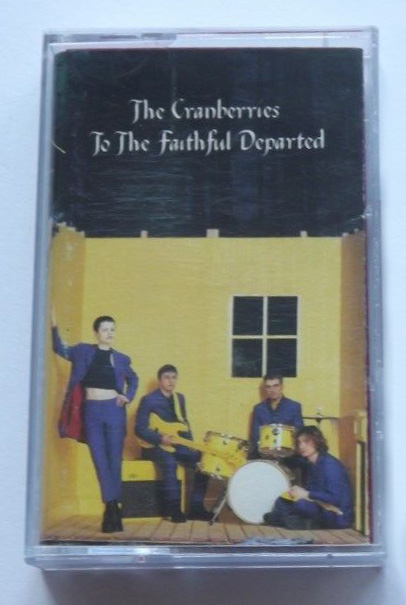 The Cranberries
To The Faithful Departed